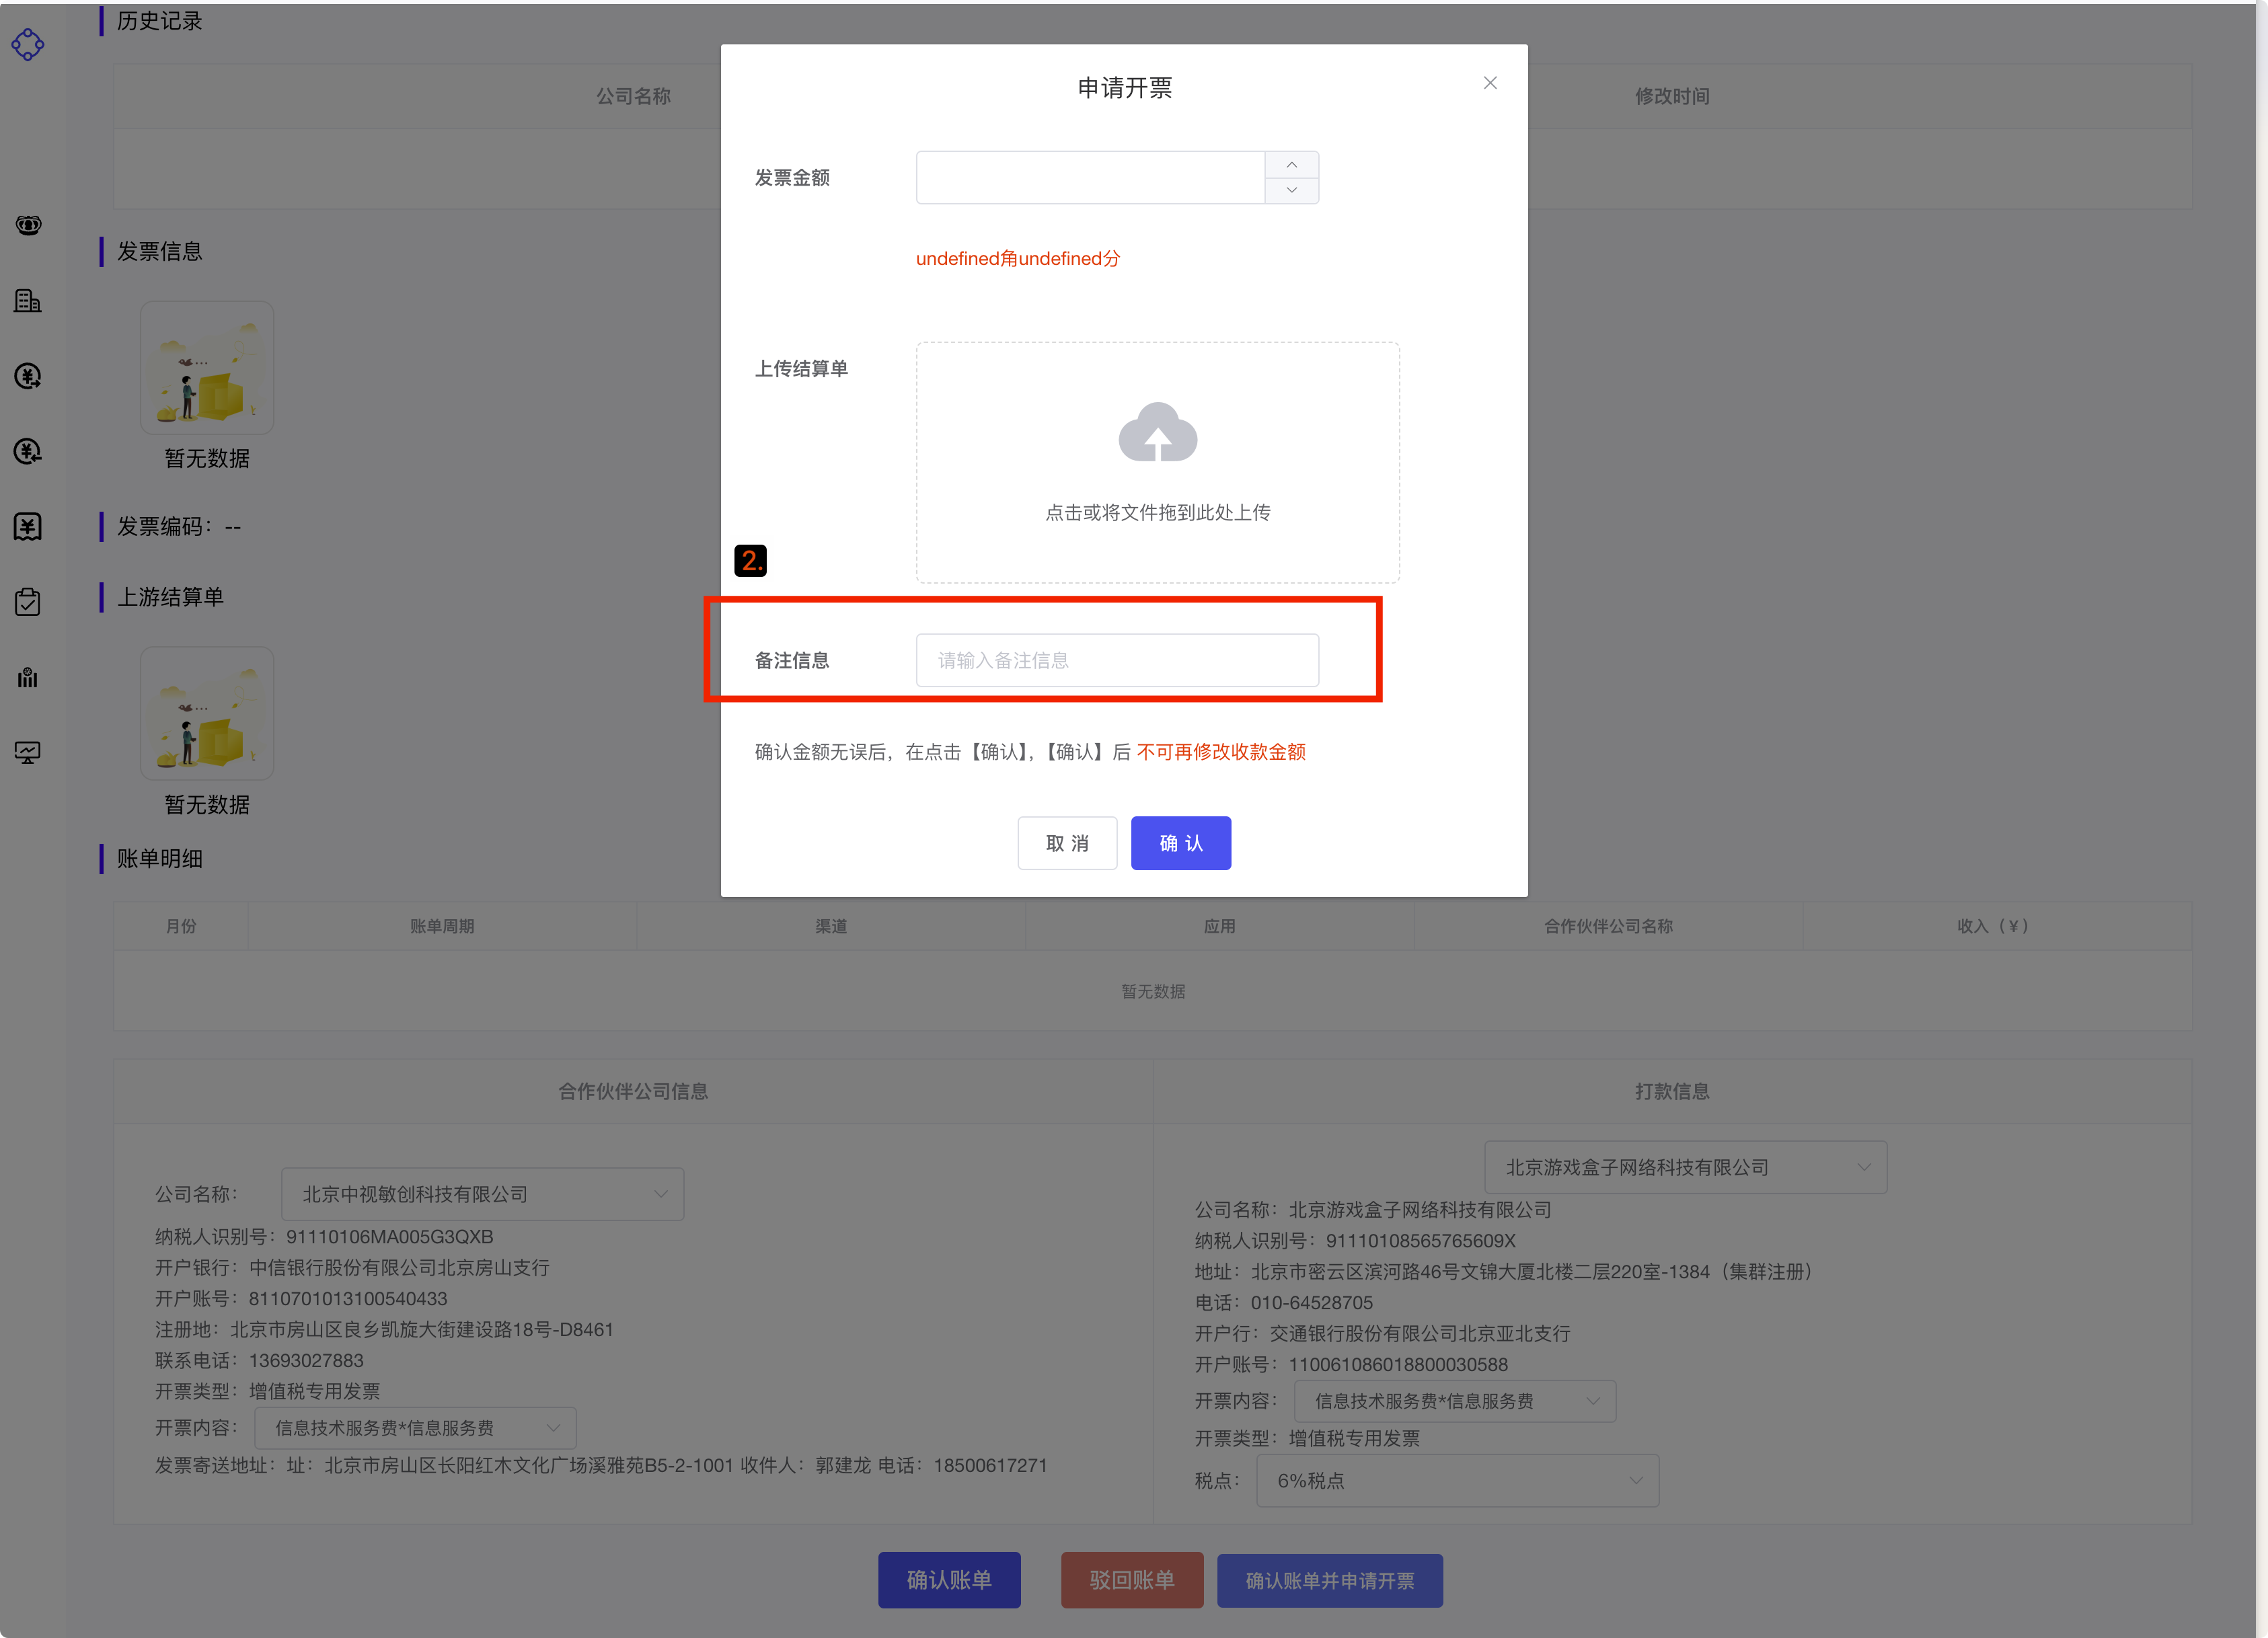 历史记录
公司名称
修改时间
发票信息
暂无数据
发票编码：--
上游结算单
暂无数据
账单明细
月份 账单周期 渠道 应用 合作伙伴公司名称 收入（¥）
暂无数据
合作伙伴公司信息
公司名称： 北京中视敏创科技有限公司
纳税人识别号：91110106MA005G3QXB
开户银行：中信银行股份有限公司北京房山支行
开户账号：8110701013100540433
注册地：北京市房山区良乡凯旋大街建设路18号-D8461
联系电话：13693027883
开票类型：增值税专用发票
开票内容： 信息技术服务费*信息服务费
发票寄送地址：址：北京市房山区长阳红木文化广场溪雅苑B5-2-1001 收件人：郭建龙 电话：18500617271
打款信息
北京游戏盒子网络科技有限公司
公司名称：北京游戏盒子网络科技有限公司
纳税人识别号：91110108565765609X
地址：北京市密云区滨河路46号文锦大厦北楼二层220室-1384（集群注册）
电话：010-64528705
开户行：交通银行股份有限公司北京亚北支行
开户账号：110061086018800030588
开票内容： 信息技术服务费*信息服务费
开票类型：增值税专用发票
税点： 6%税点
确认账单 驳回账单 确认账单并申请开票
申请开票
发票金额
undefined角undefined分
上传结算单
点击或将文件拖到此处上传
2.
备注信息 请输入备注信息
确认金额无误后，在点击【确认】，【确认】后 不可再修改收款金额
取 消 确 认